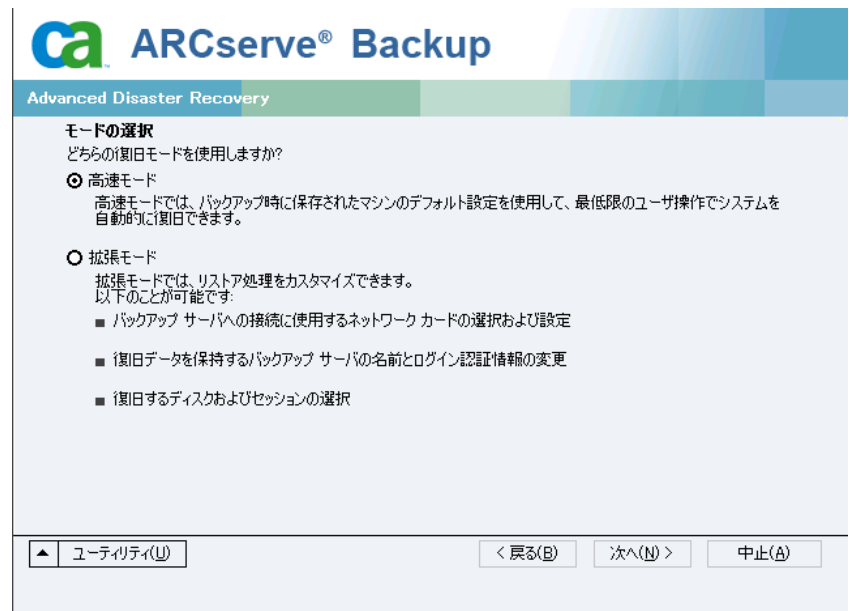 ca ARCserve® Backup
Advanced Disaster Recovery
モードの選択
どちらの復旧モードを使用しますか?
高速モード
高速モードでは、バックアップ時に保存されたマシンのデフォルト設定を使用して、最低限のユーザ操作でシステムを
自動的に復旧できます。
拡張モード
拡張モードでは、リストア処理をカスタマイズできます。
以下のことが可能です:
■ バックアップ サーバへの接続に使用するネットワーク カードの選択および設定
■ 復旧データを保持するバックアップ サーバの名前とログイン認証情報の変更
■ 復旧するディスクおよびセッションの選択
▲ ユーティリティ(U) < 戻る(B) 次へ(N) > 中止(A)